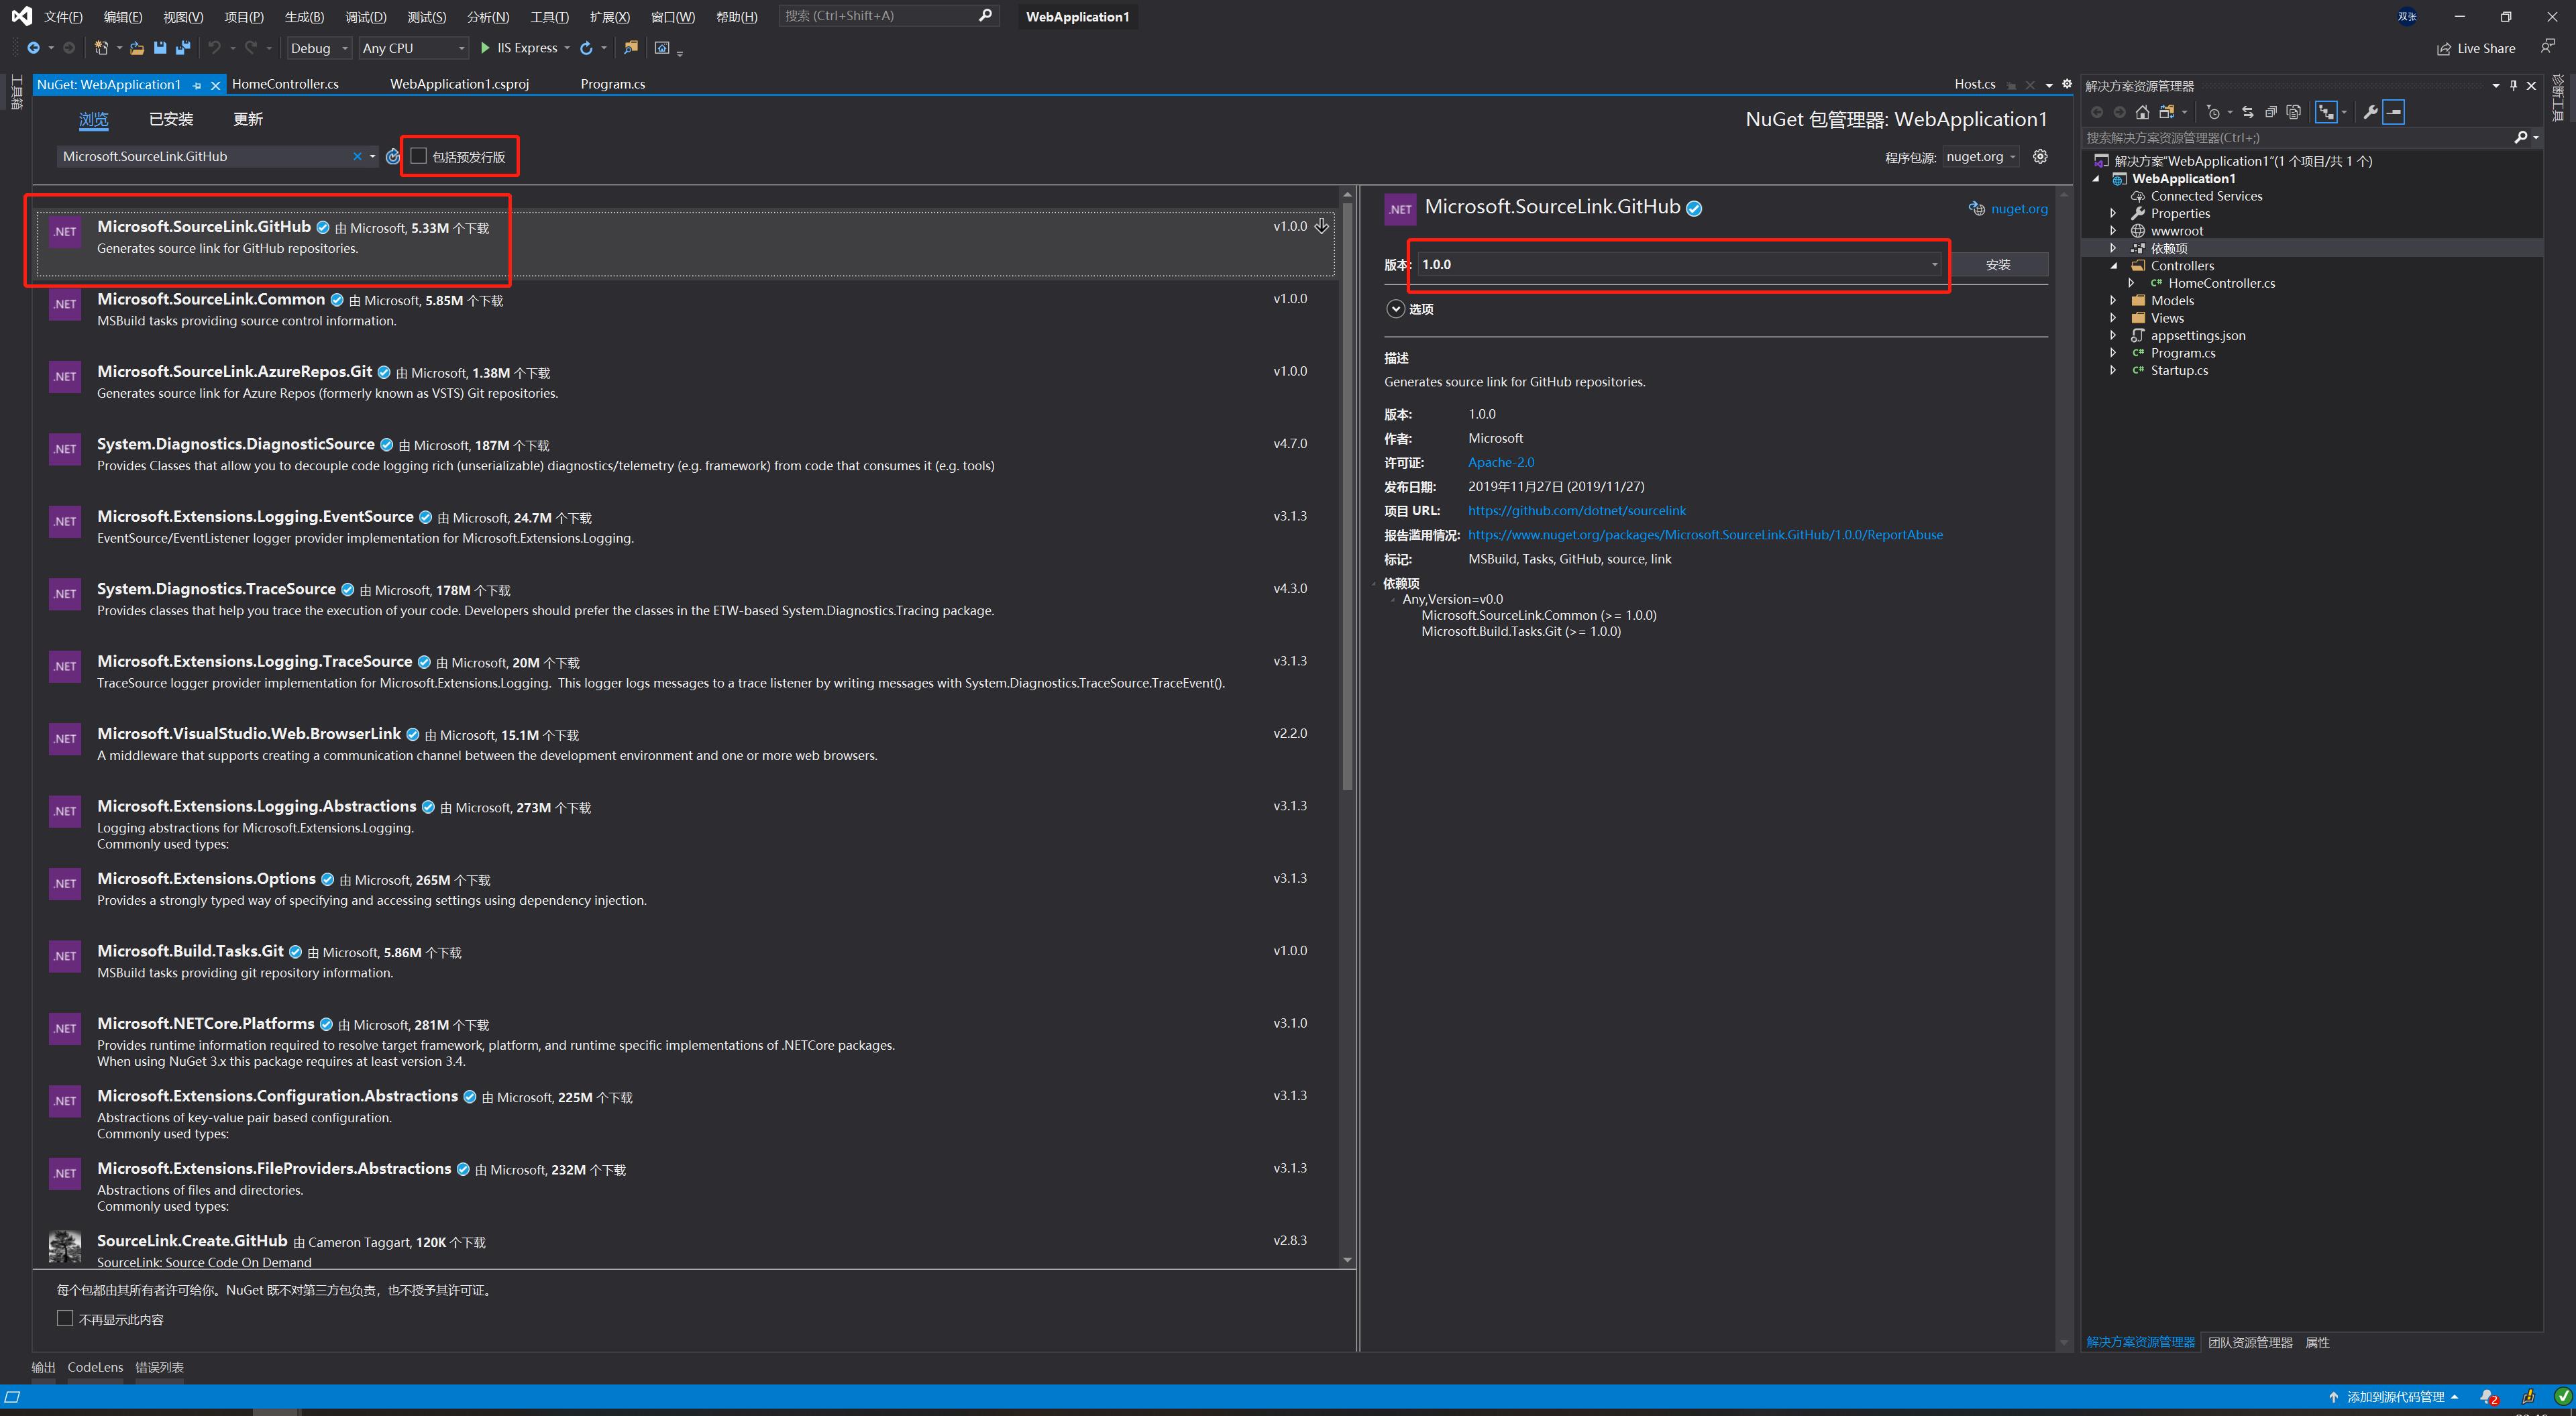 文件(F) 编辑(E) 视图(V) 项目(P) 生成(B) 调试(D) 测试(S) 分析(N) 工具(T) 扩展(X) 窗口(W) 帮助(H) 搜索 (Ctrl+Shift+A) WebApplication1 双张
Debug Any CPU IIS Express Live Share
工具箱
NuGet: WebApplication1 HomeController.cs WebApplication1.csproj Program.cs Host.cs
浏览 已安装 更新
NuGet 包管理器: WebApplication1
Microsoft.SourceLink.GitHub 包括预发行版
程序包源: nuget.org
Microsoft.SourceLink.GitHub 由 Microsoft, 5.33M 个下载 v1.0.0
Generates source link for GitHub repositories.
Microsoft.SourceLink.Common 由 Microsoft, 5.85M 个下载 v1.0.0
MSBuild tasks providing source control information.
Microsoft.SourceLink.AzureRepos.Git 由 Microsoft, 1.38M 个下载 v1.0.0
Generates source link for Azure Repos (formerly known as VSTS) Git repositories.
System.Diagnostics.DiagnosticSource 由 Microsoft, 187M 个下载 v4.7.0
Provides Classes that allow you to decouple code logging rich (unserializable) diagnostics/telemetry (e.g. framework) from code that consumes it (e.g. tools)
Microsoft.Extensions.Logging.EventSource 由 Microsoft, 24.7M 个下载 v3.1.3
EventSource/EventListener logger provider implementation for Microsoft.Extensions.Logging.
System.Diagnostics.TraceSource 由 Microsoft, 178M 个下载 v4.3.0
Provides classes that help you trace the execution of your code. Developers should prefer the classes in the ETW-based System.Diagnostics.Tracing package.
Microsoft.Extensions.Logging.TraceSource 由 Microsoft, 20M 个下载 v3.1.3
TraceSource logger provider implementation for Microsoft.Extensions.Logging. This logger logs messages to a trace listener by writing messages with System.Diagnostics.TraceSource.TraceEvent().
Microsoft.VisualStudio.Web.BrowserLink 由 Microsoft, 15.1M 个下载 v2.2.0
A middleware that supports creating a communication channel between the development environment and one or more web browsers.
Microsoft.Extensions.Logging.Abstractions 由 Microsoft, 273M 个下载 v3.1.3
Logging abstractions for Microsoft.Extensions.Logging.
Commonly used types:
Microsoft.Extensions.Options 由 Microsoft, 265M 个下载 v3.1.3
Provides a strongly typed way of specifying and accessing settings using dependency injection.
Microsoft.Build.Tasks.Git 由 Microsoft, 5.86M 个下载 v1.0.0
MSBuild tasks providing git repository information.
Microsoft.NETCore.Platforms 由 Microsoft, 281M 个下载 v3.1.0
Provides runtime information required to resolve target framework, platform, and runtime specific implementations of .NETCore packages.
When using NuGet 3.x this package requires at least version 3.4.
Microsoft.Extensions.Configuration.Abstractions 由 Microsoft, 225M 个下载 v3.1.3
Abstractions of key-value pair based configuration.
Commonly used types:
Microsoft.Extensions.FileProviders.Abstractions 由 Microsoft, 232M 个下载 v3.1.3
Abstractions of files and directories.
Commonly used types:
SourceLink.Create.GitHub 由 Cameron Taggart, 120K 个下载 v2.8.3
SourceLink: Source Code On Demand
每个包都由其所有者许可给你。NuGet 既不对第三方包负责，也不授予其许可证。
不再显示此内容
.NET Microsoft.SourceLink.GitHub nuget.org
版本: 1.0.0 安装
选项
描述
Generates source link for GitHub repositories.
版本: 1.0.0
作者: Microsoft
许可证: Apache-2.0
发布日期: 2019年11月27日 (2019/11/27)
项目 URL: https://github.com/dotnet/sourcelink
报告滥用情况: https://www.nuget.org/packages/Microsoft.SourceLink.GitHub/1.0.0/ReportAbuse
标记: MSBuild, Tasks, GitHub, source, link
依赖项
Any,Version=v0.0
Microsoft.SourceLink.Common (>= 1.0.0)
Microsoft.Build.Tasks.Git (>= 1.0.0)
解决方案资源管理器
搜索解决方案资源管理器(Ctrl+;)
解决方案"WebApplication1"(1 个项目/共 1 个)
WebApplication1
Connected Services
Properties
wwwroot
依赖项
Controllers
C# HomeController.cs
Models
Views
appsettings.json
C# Program.cs
C# Startup.cs
诊断工具
解决方案资源管理器 团队资源管理器 属性
输出 CodeLens 错误列表
添加到源代码管理 2